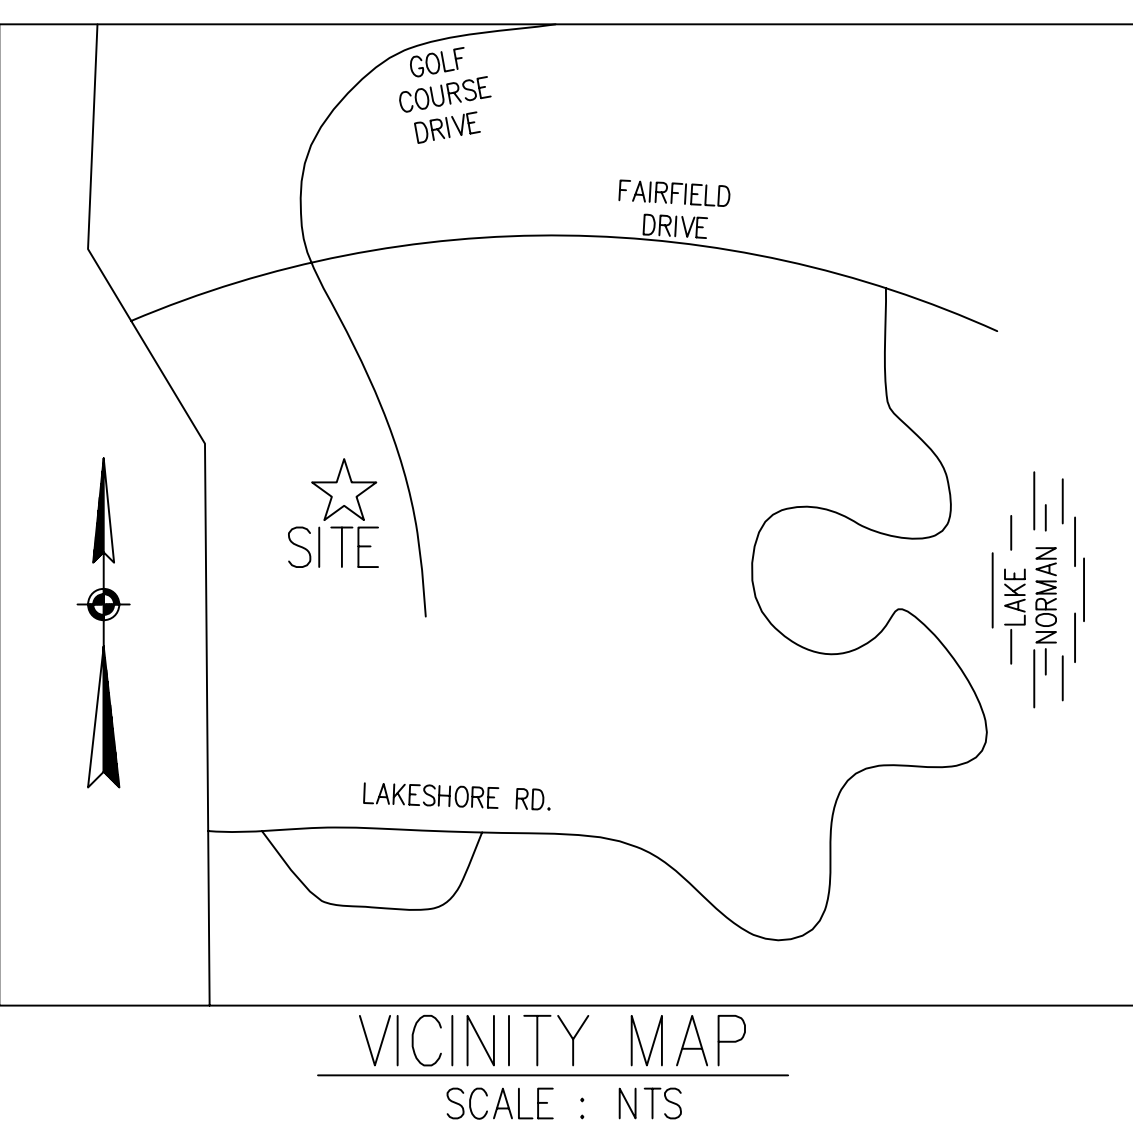 GOLF
COURSE
DRIVE
FAIRFIELD
DRIVE
SITE
LAKE
NORMAN
LAKESHORE RD.
VICINITY MAP
SCALE : NTS